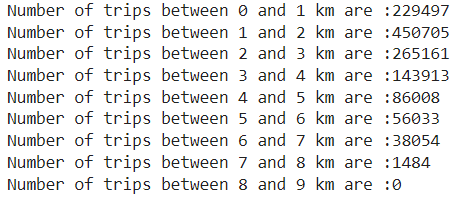 Number of trips between 0 and 1 km are :229497
Number of trips between 1 and 2 km are :450705
Number of trips between 2 and 3 km are :265161
Number of trips between 3 and 4 km are :143913
Number of trips between 4 and 5 km are :86008
Number of trips between 5 and 6 km are :56033
Number of trips between 6 and 7 km are :38054
Number of trips between 7 and 8 km are :1484
Number of trips between 8 and 9 km are :0